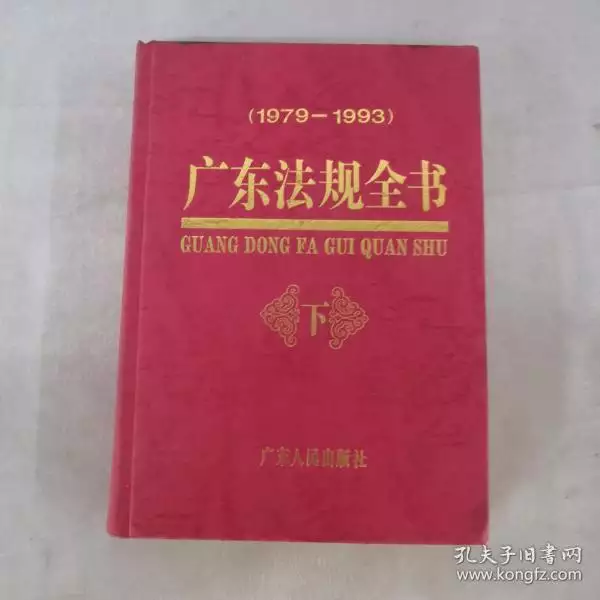 (1979-1993)
广东法规全书
GUANG DONG FA GUI QUAN SHU
下
广东人民出版社
孔夫子旧書网
www.kongfz.com